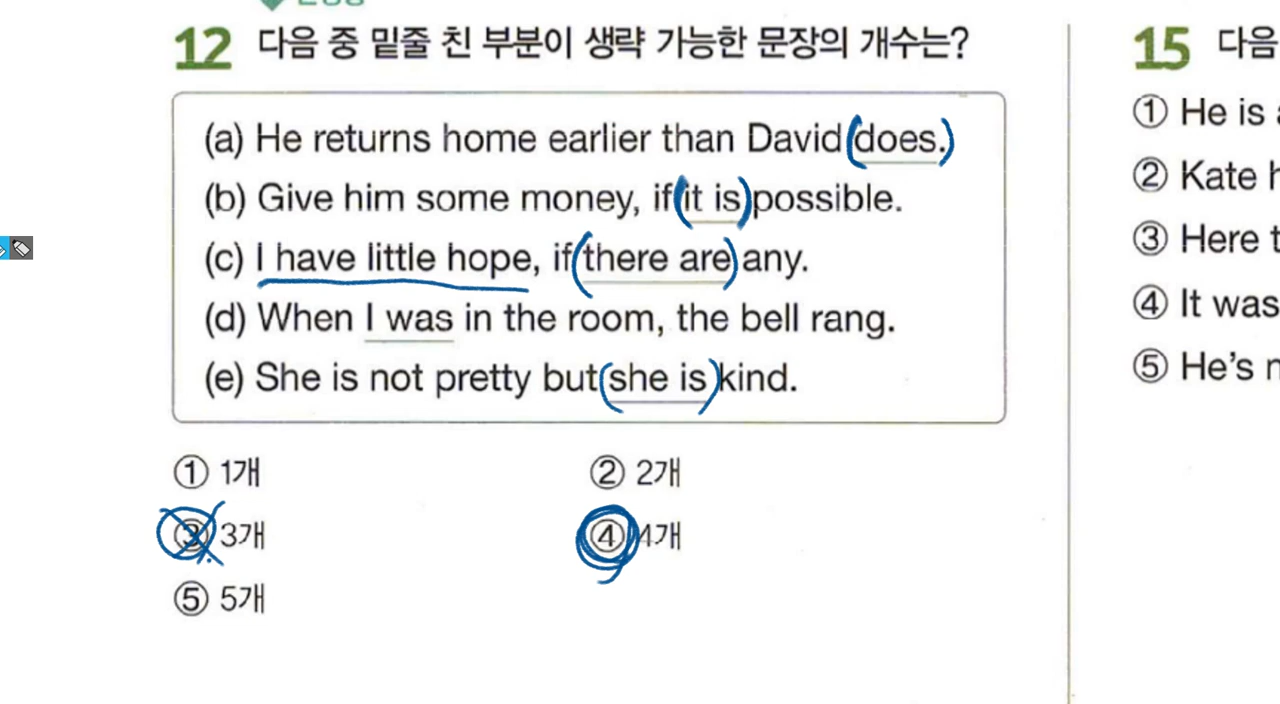 12 다음 중 밑줄 친 부분이 생략 가능한 문장의 개수는?
(a) He returns home earlier than David (does.)
(b) Give him some money, if (it is) possible.
(c) I have little hope, if (there are) any.
(d) When I was in the room, the bell rang.
(e) She is not pretty but (she is) kind.
① 1개
② 2개
③ 3개
④ 4개
⑤ 5개
15 다음
① He is
② Kate
③ Here
④ It was
⑤ He's